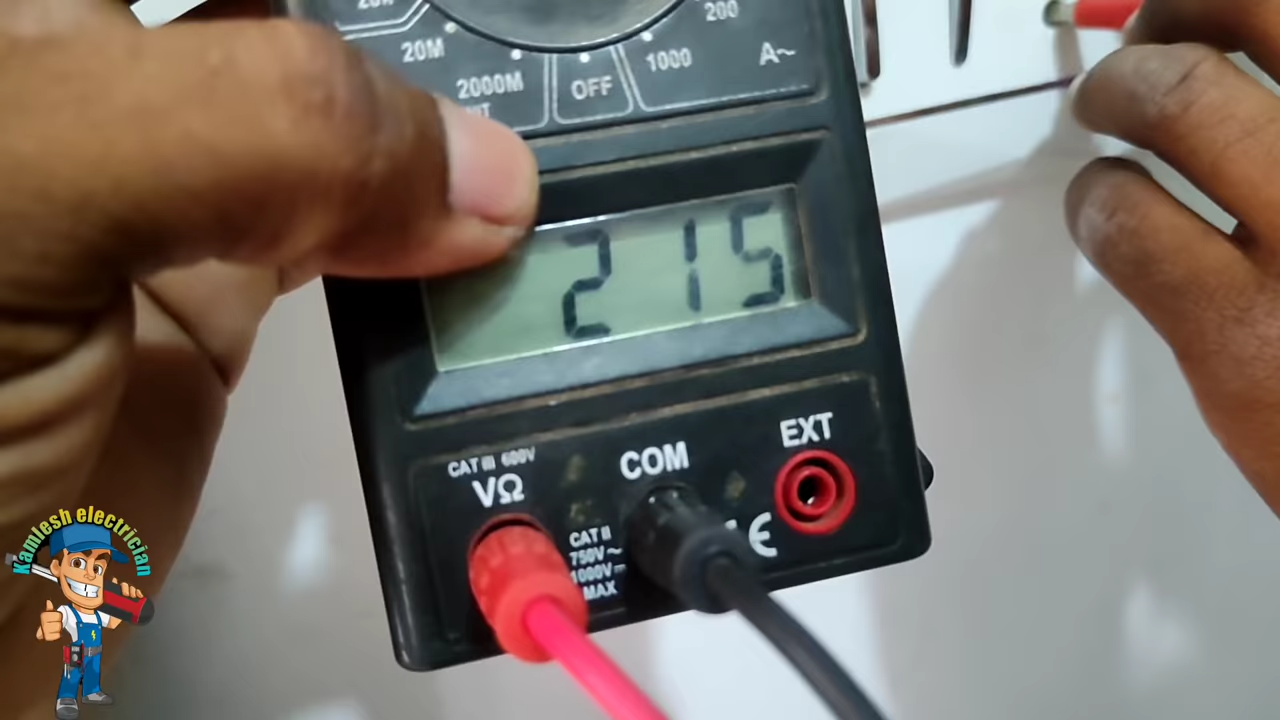 200
20M
1000
A~
2000M
OFF
215
EXT
COM
CAT III 600V
VΩ
CAT II
750V~
1000V
MAX
CE
Kamlesh electrician